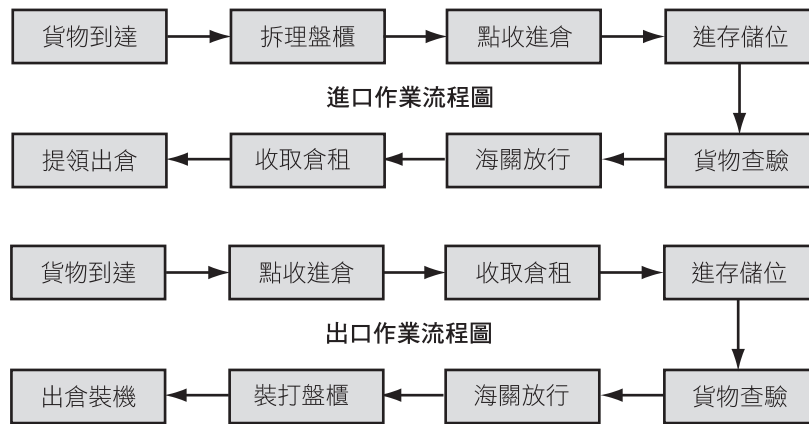 貨物到達
拆理盤櫃
點收進倉
進存儲位
進口作業流程圖
提領出倉
收取倉租
海關放行
貨物查驗
貨物到達
點收進倉
收取倉租
進存儲位
出口作業流程圖
出倉裝機
裝打盤櫃
海關放行
貨物查驗